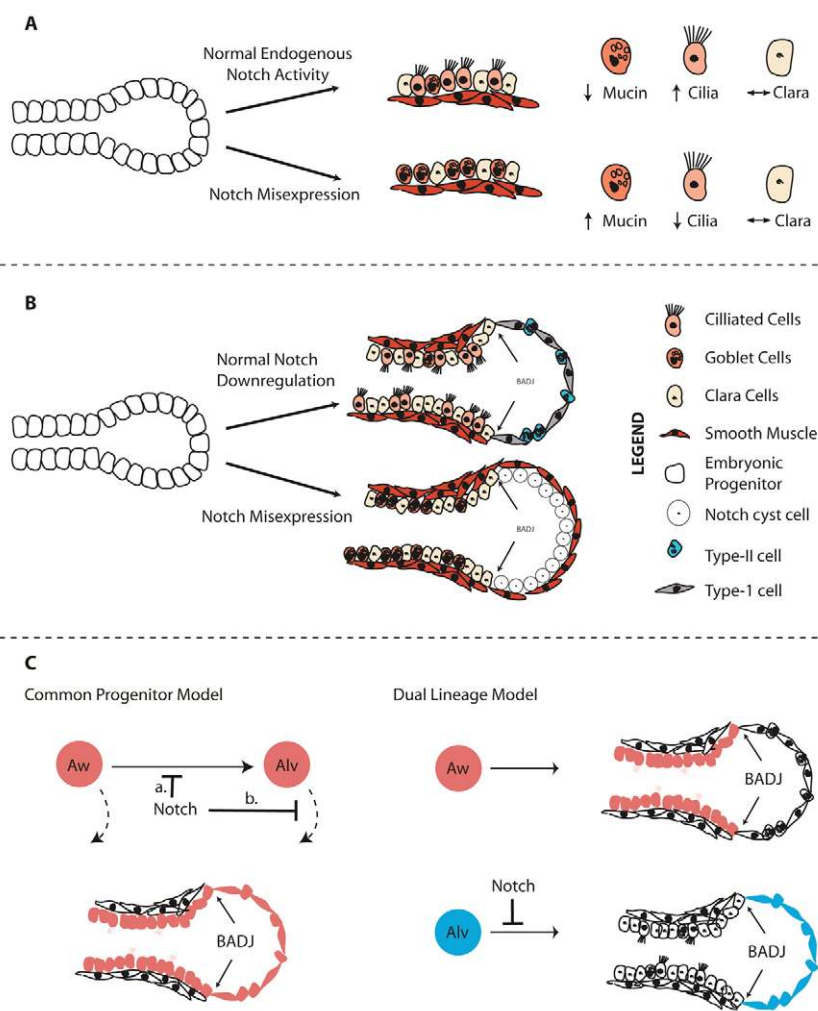 A
Normal Endogenous
Notch Activity
Notch Misexpression
↓ Mucin
↑ Cilia
↔ Clara
↑ Mucin
↓ Cilia
↔ Clara
B
Normal Notch
Downregulation
Notch Misexpression
BADJ
BADJ
LEGEND
Cilliated Cells
Goblet Cells
Clara Cells
Smooth Muscle
Embryonic
Progenitor
Notch cyst cell
Type-II cell
Type-1 cell
C
Common Progenitor Model
Aw
Alv
a.
b.
Notch
BADJ
Dual Lineage Model
Aw
BADJ
Notch
Alv
BADJ